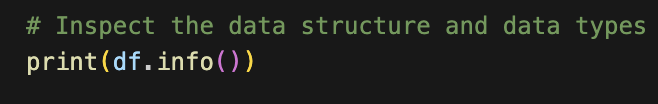 # Inspect the data structure and data types
print(df.info())